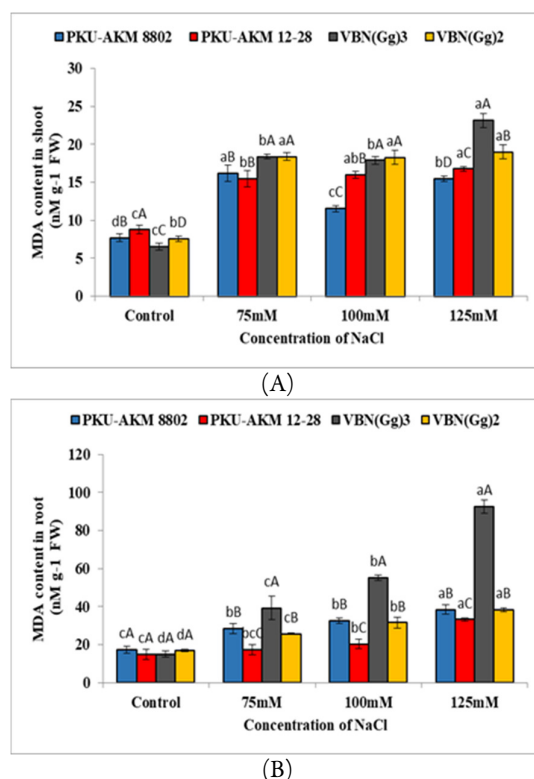 PKU-AKM 8802 PKU-AKM 12-28 VBN(Gg)3 VBN(Gg)2
MDA content in shoot
(nM g-1 FW)
30
25
20
15
10
5
0
dB cA cC bD
aB bB bA aA
cC abB bA aA
bD aC aA aB
Control 75mM 100mM 125mM
Concentration of NaCl
(A)
PKU-AKM 8802 PKU-AKM 12-28 VBN(Gg)3 VBN(Gg)2
MDA content in root
(nM g-1 FW)
120
100
80
60
40
20
0
cA cA dA dA
bB bcC cA cB
bB bC bA bB
aB aC aA aB
Control 75mM 100mM 125mM
Concentration of NaCl
(B)